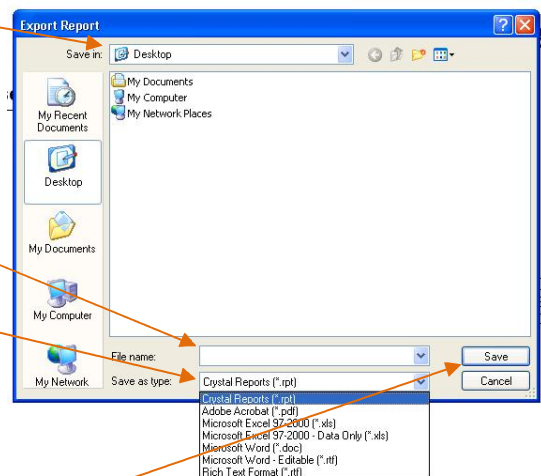 Export Report
Save in: Desktop
My Recent
Documents
Desktop
My Documents
My Computer
My Network
My Documents
My Computer
My Network Places
File name:
Save
Save as type: Crystal Reports (*.rpt)
Cancel
Crystal Reports (*.rpt)
Adobe Acrobat (*.pdf)
Microsoft Excel 97-2000 (*.xls)
Microsoft Excel 97-2000 - Data Only (*.xls)
Microsoft Word (*.doc)
Microsoft Word - Editable (*.rtf)
Rich Text Format (*.rtf)